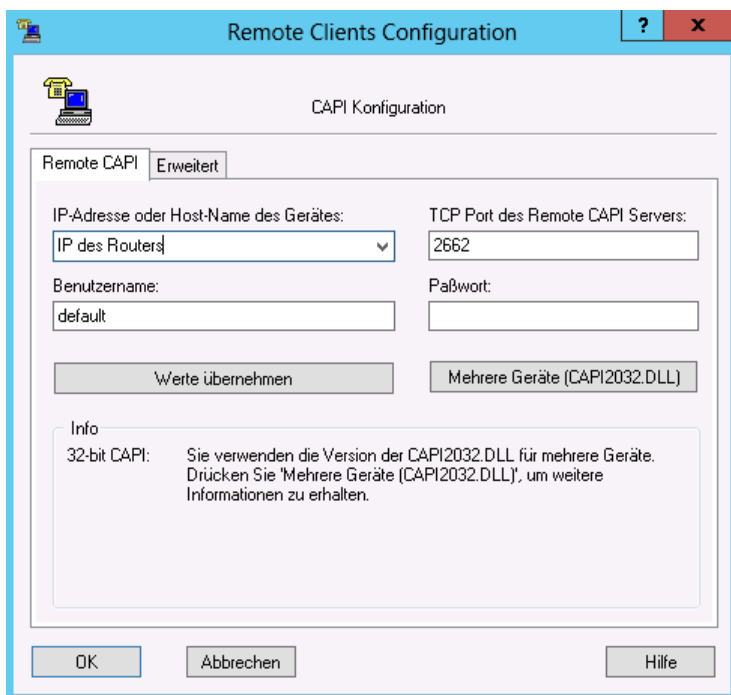 Remote Clients Configuration
? x
CAPI Konfiguration
Remote CAPI Erweitert
IP-Adresse oder Host-Name des Gerätes: TCP Port des Remote CAPI Servers:
IP des Routers 2662
Benutzername: Paßwort:
default
Werte übernehmen Mehrere Geräte (CAPI2032.DLL)
Info
32-bit CAPI: Sie verwenden die Version der CAPI2032.DLL für mehrere Geräte.
Drücken Sie 'Mehrere Geräte (CAPI2032.DLL)', um weitere
Informationen zu erhalten.
OK Abbrechen Hilfe